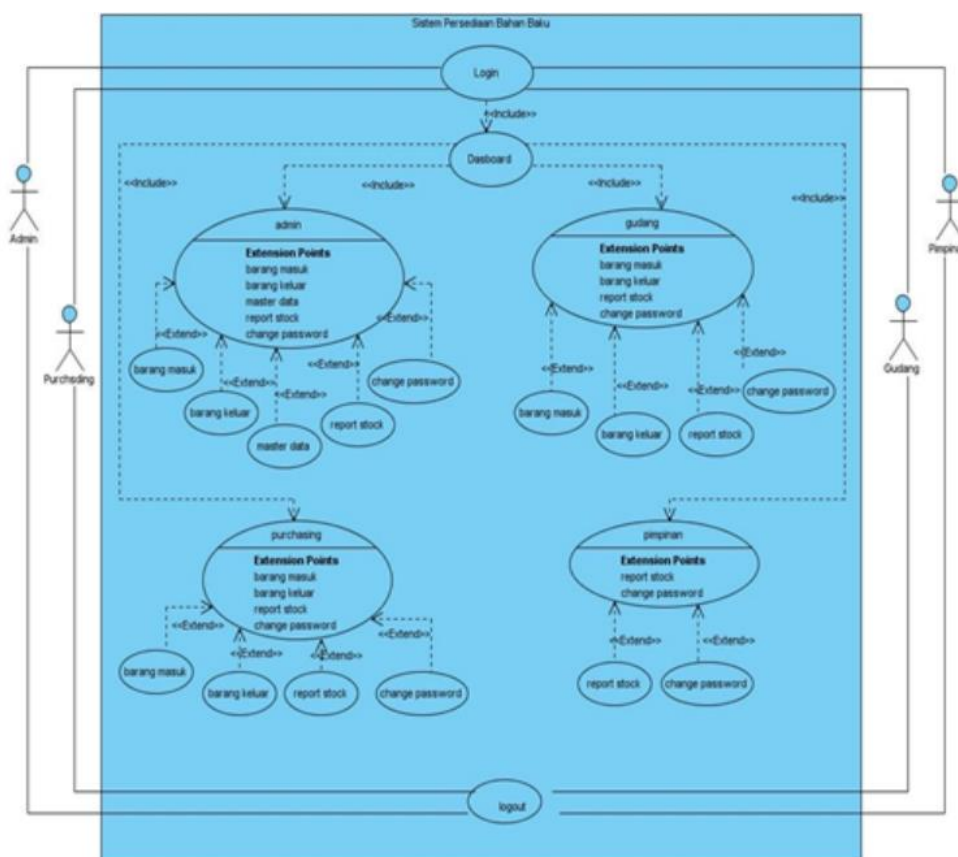 Sistem Persediaan Bahan Baku
Login
<<Include>>
Dasboard
<<Include>>
<<Include>>
<<Include>>
<<Include>>
Admin
Pimpina
Purchsding
Gudang
admin
Extension Points
barang masuk
barang keluar
master data
report stock
change password
<<Extend>>
<<Extend>>
<<Extend>>
<<Extend>>
<<Extend>>
barang masuk
barang keluar
master data
report stock
change password
gudang
Extension Points
barang masuk
barang keluar
report stock
change password
<<Extend>>
<<Extend>>
<<Extend>>
<<Extend>>
barang masuk
barang keluar
report stock
change password
purchasing
Extension Points
barang masuk
barang keluar
report stock
change password
<<Extend>>
<<Extend>>
<<Extend>>
<<Extend>>
barang masuk
barang keluar
report stock
change password
pimpinan
Extension Points
report stock
change password
<<Extend>>
<<Extend>>
report stock
change password
logout